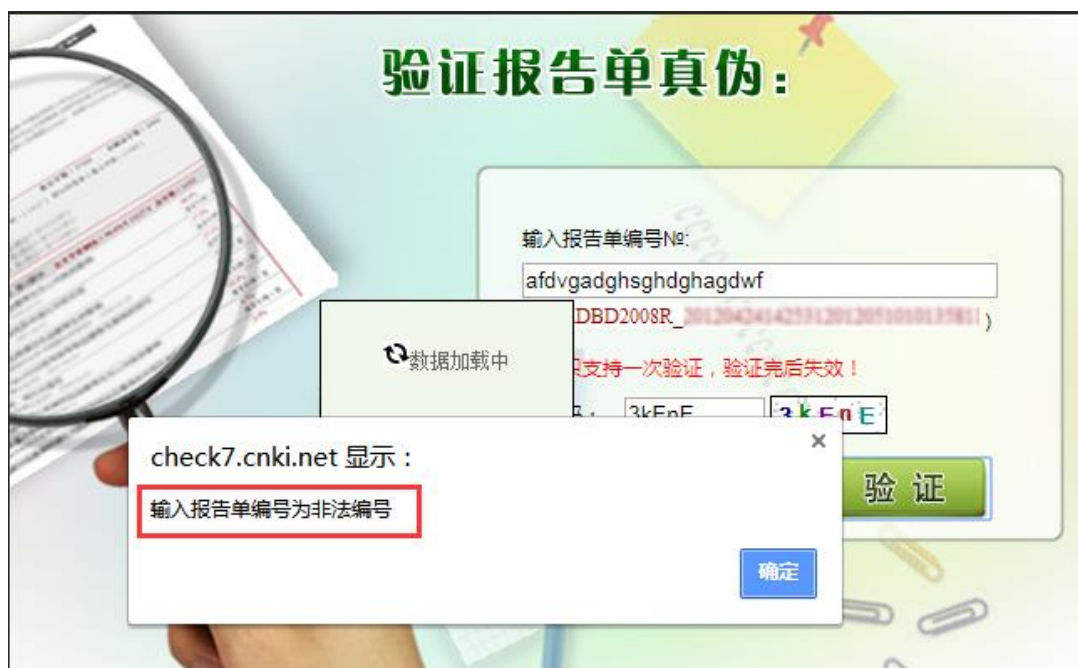 验证报告单真伪：
输入报告单编号№:
afdvgadghsghdghagdwf
DBD2008R_
)
数据加载中
支持一次验证，验证完后失效！
3kEnE
3kEnE
check7.cnki.net 显示：
×
输入报告单编号为非法编号
验 证
确定